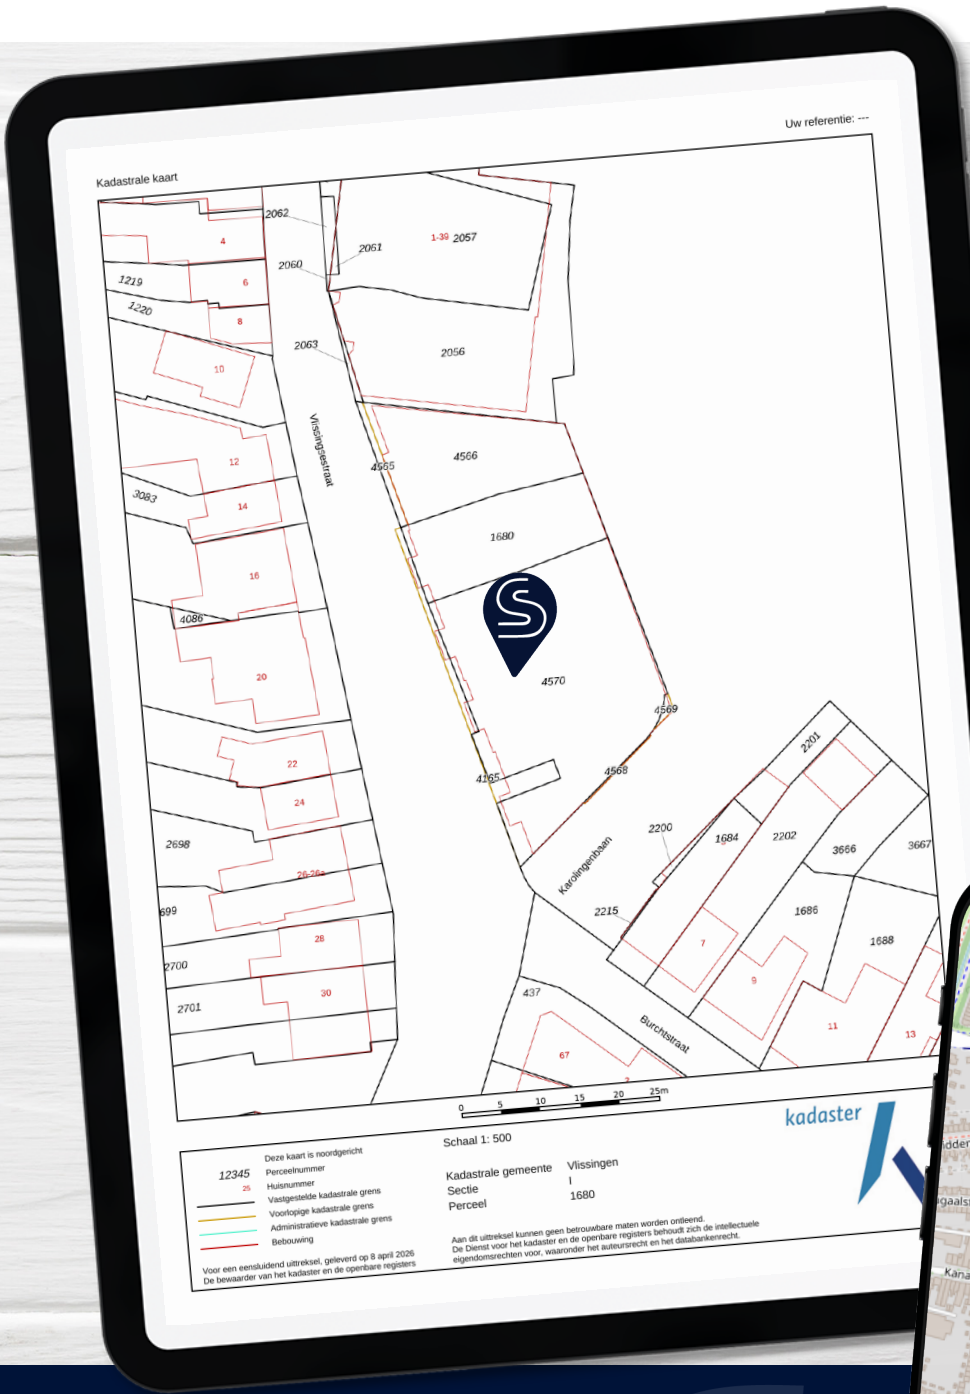 Uw referentie: ---
Kadastrale kaart
2062
4
1-39 2057
2061
2060
1219
6
1220
8
2063
2056
10
Vlissingsestraat
4566
12
4565
3083
14
1680
16
S
4086
20
4570
4569
2201
22
4568
4165
24
2698
2200
1684
2202
3666
3667
Karolingenbaan
26-26a
699
2215
1686
28
7
1688
2700
9
30
437
2701
Burchtstraat
11
13
67
0 5 10 15 20 25m
Schaal 1: 500
kadaster
Deze kaart is noordgericht
12345 Perceelnummer
25 Huisnummer
Vastgestelde kadastrale grens
Voorlopige kadastrale grens
Administratieve kadastrale grens
Bebouwing
Kadastrale gemeente Vlissingen
Sectie I
Perceel 1680
Voor een eensluidend uittreksel, geleverd op 8 april 2026
De bewaarder van het kadaster en de openbare registers
Aan dit uittreksel kunnen geen betrouwbare maten worden ontleend.
De Dienst voor het kadaster en de openbare registers behoudt zich de intellectuele
eigendomsrechten voor, waaronder het auteursrecht en het databankenrecht.